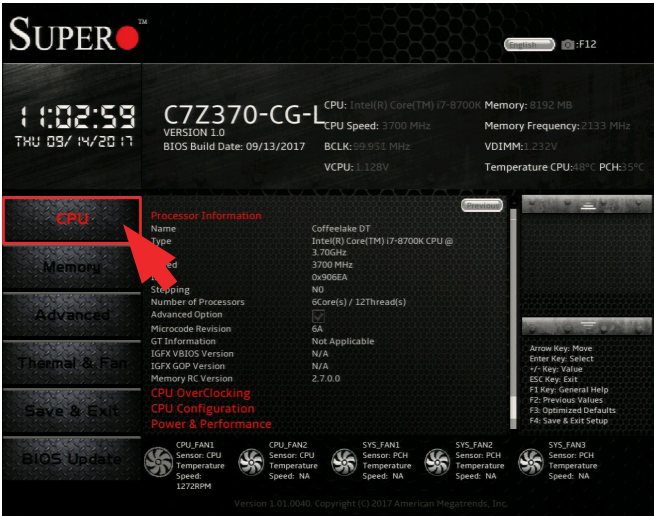 SUPER TM
English :F12
11:02:59
THU 09/14/2017
C7Z370-CG-L
VERSION 1.0
BIOS Build Date: 09/13/2017
CPU: Intel(R) Core(TM) i7-8700K
CPU Speed: 3700 MHz
BCLK: 99.951 MHz
VCPU: 1.128V
Memory: 8192 MB
Memory Frequency: 2133 MHz
VDIMM: 1.232V
Temperature CPU:48°C PCH:35°C
CPU
Memory
Advanced
Thermal & Fan
Save & Exit
BIOS Update
Previous
Processor Information
Name Coffeelake DT
Type Intel(R) Core(TM) i7-8700K CPU @
3.70GHz
3700 MHz
0x906EA
Stepping N0
Number of Processors 6Core(s) / 12Thread(s)
Advanced Option
Microcode Revision 6A
GT Information Not Applicable
IGFX VBIOS Version N/A
IGFX GOP Version N/A
Memory RC Version 2.7.0.0
CPU OverClocking
CPU Configuration
Power & Performance
Arrow Key: Move
Enter Key: Select
+/- Key: Value
ESC Key: Exit
F1 Key: General Help
F2: Previous Values
F3: Optimized Defaults
F4: Save & Exit Setup
CPU_FAN1
Sensor: CPU
Temperature
Speed:
1272RPM
CPU_FAN2
Sensor: CPU
Temperature
Speed: NA
SYS_FAN1
Sensor: PCH
Temperature
Speed: NA
SYS_FAN2
Sensor: PCH
Temperature
Speed: NA
SYS_FAN3
Sensor: PCH
Temperature
Speed: NA
Version 1.01.0040. Copyright (C) 2017 American Megatrends, Inc.